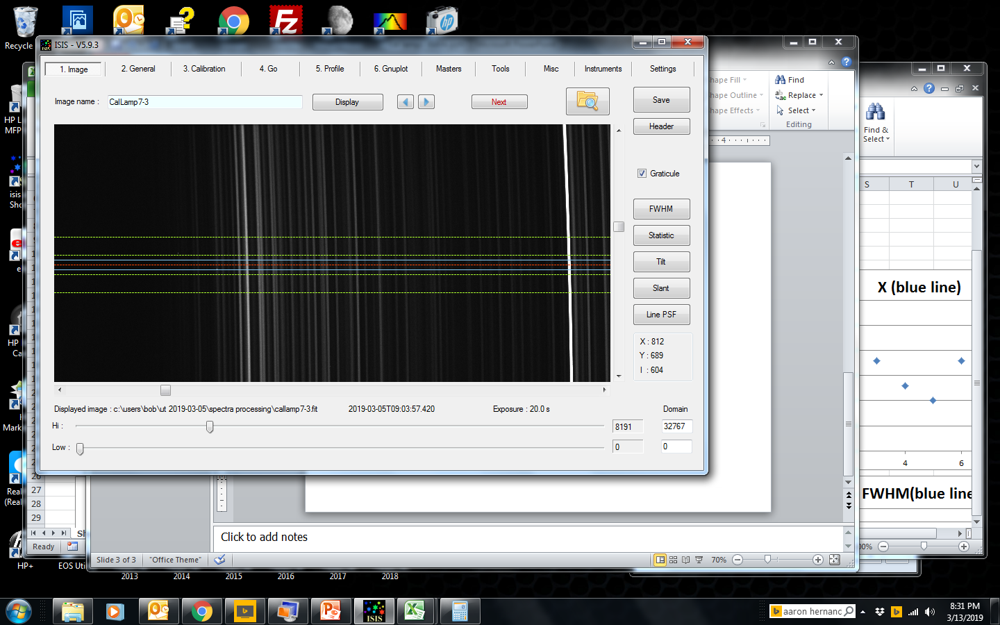 Recycle
ISIS - V5.9.3
1. Image
2. General
3. Calibration
4. Go
5. Profile
6. Gnuplot
Masters
Tools
Misc
Instruments
Settings
Image name :
CalLamp7-3
Display
Next
Save
Header
Graticule
FWHM
Statistic
Tilt
Slant
Line PSF
X : 812
Y : 689
I : 604
Displayed image : c:\users\bob\ut 2019-03-05\spectra processing\callamp7-3.fit
2019-03-05T09:03:57.420
Exposure : 20.0 s
Domain
Hi :
8191
32767
Low :
0
0
HP L
MFP
isis
Sho
e
HP
Ca
Mark
Real
(Real
HP+
EOS Uti
hape Fill
hape Outline
hape Effects
Find
Replace
Select
Editing
4
Find &
Select
S
T
U
X (blue line)
4
6
FWHM(blue line
26
27
28
29
Sh
Ready
Click to add notes
Slide 3 of 3
"Office Theme"
70%
00%
2013
2014
2015
2016
2017
2018
aaron hernanc
8:31 PM
3/13/2019